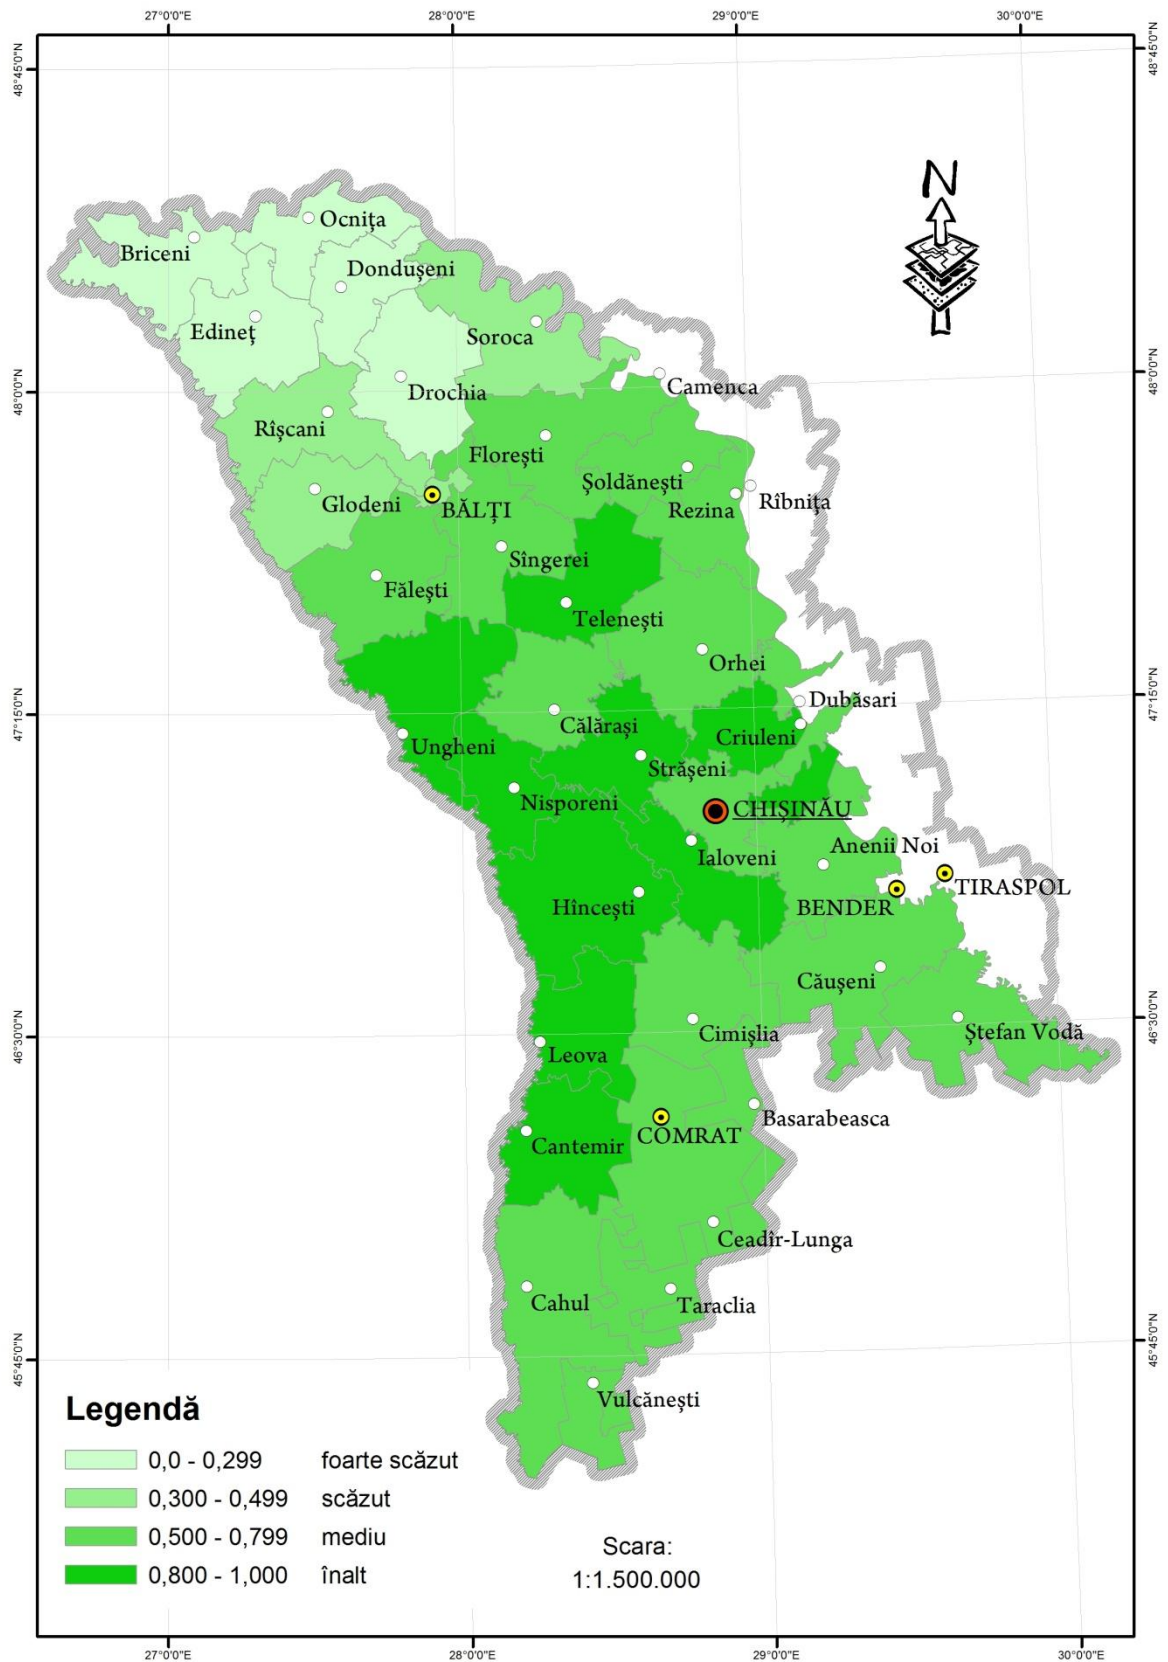 27°0'0"E
28°0'0"E
29°0'0"E
30°0'0"E
48°45'0"N
48°45'0"N
N
Ocnița
Briceni
Dondușeni
Edineț
Soroca
48°0'0"N
48°0'0"N
Camenca
Drochia
Rîșcani
Florești
Șoldănești
Glodeni
BĂLȚI
Rezina
Rîbnița
Sîngerei
Fălești
Telenești
Orhei
47°15'0"N
47°15'0"N
Dubăsari
Călărași
Criuleni
Ungheni
Strășeni
Nisporeni
CHIȘINĂU
Ialoveni
Anenii Noi
TIRASPOL
Hîncești
BENDER
Căușeni
46°30'0"N
46°30'0"N
Cimișlia
Ștefan Vodă
Leova
Basarabeasca
COMRAT
Cantemir
Ceadîr-Lunga
Cahul
Taraclia
45°45'0"N
45°45'0"N
Vulcănești
Legendă
0,0 - 0,299 foarte scăzut
0,300 - 0,499 scăzut
0,500 - 0,799 mediu
0,800 - 1,000 înalt
Scara:
1:1.500.000
27°0'0"E
28°0'0"E
29°0'0"E
30°0'0"E